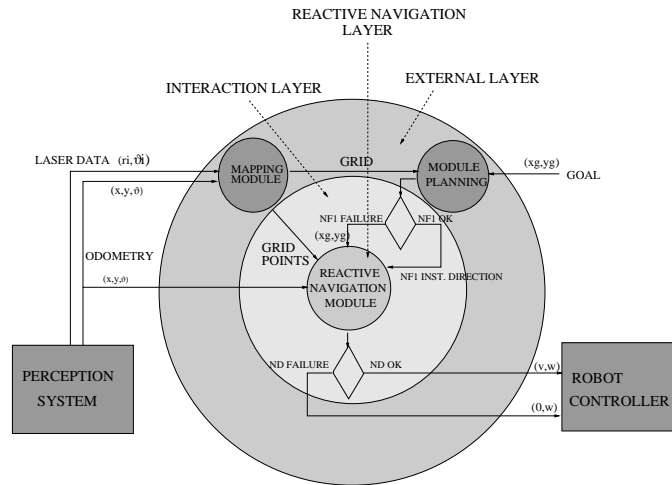 REACTIVE NAVIGATION
LAYER
INTERACTION LAYER
EXTERNAL LAYER
LASER DATA (ri,ϑi)
MAPPING
MODULE
GRID
MODULE
PLANNING
(xg,yg)
GOAL
(x,y,ϑ)
NF1 FAILURE
NF1 OK
(xg,yg)
GRID
POINTS
ODOMETRY
(x,y,ϑ)
REACTIVE
NAVIGATION
MODULE
NF1 INST. DIRECTION
PERCEPTION
SYSTEM
ND FAILURE
ND OK
(v,w)
(0,w)
ROBOT
CONTROLLER